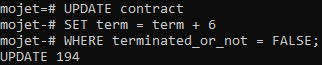 mojet=# UPDATE contract
mojet-# SET term = term + 6
mojet-# WHERE terminated_or_not = FALSE;
UPDATE 194